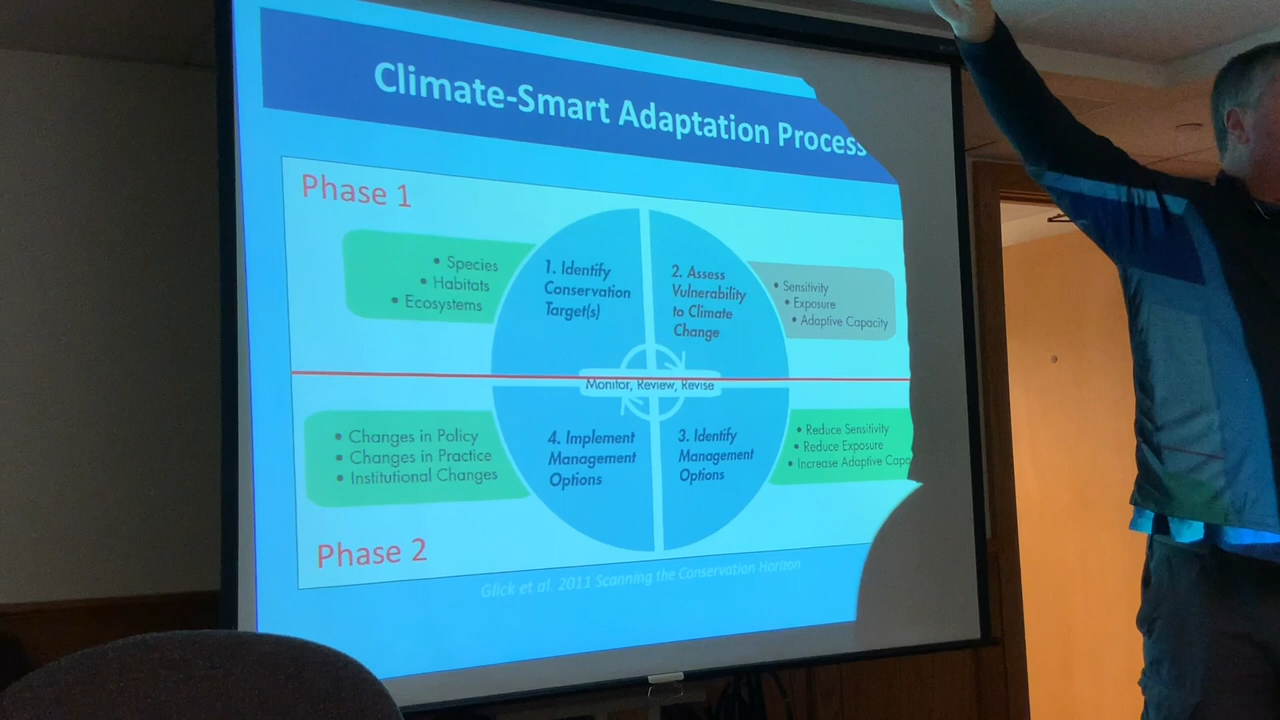 Climate-Smart Adaptation Process
Phase 1
• Species
• Habitats
• Ecosystems
1. Identify
Conservation
Target(s)
2. Assess
Vulnerability
to Climate
Change
• Sensitivity
• Exposure
• Adaptive Capacity
Monitor, Review, Revise
• Changes in Policy
• Changes in Practice
• Institutional Changes
4. Implement
Management
Options
3. Identify
Management
Options
• Reduce Sensitivity
• Reduce Exposure
• Increase Adaptive Capa
Phase 2
Glick et al. 2011 Scanning the Conservation Horizon